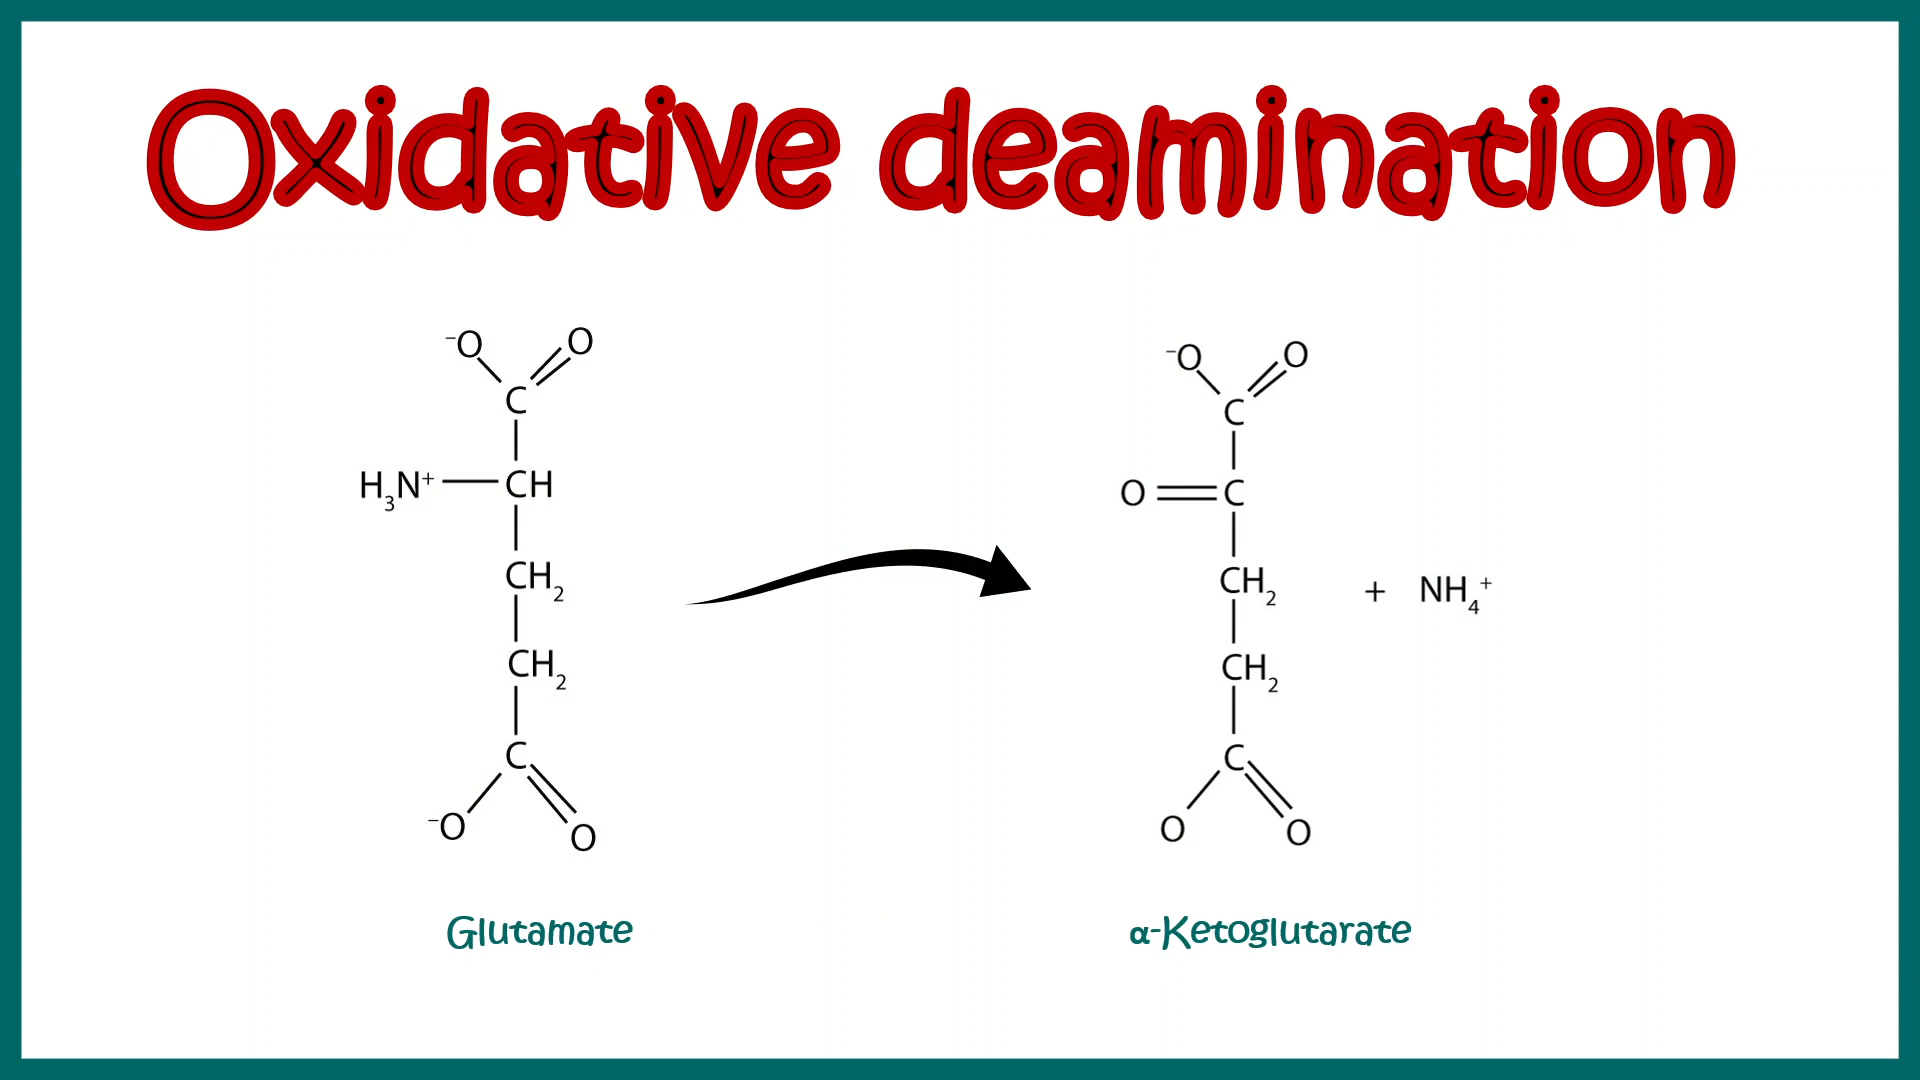 Oxidative deamination
⁻O O
C
H₃N⁺ CH
CH₂
CH₂
C
⁻O O
Glutamate
⁻O O
C
O C
CH₂ + NH₄⁺
CH₂
C
O O
α-Ketoglutarate